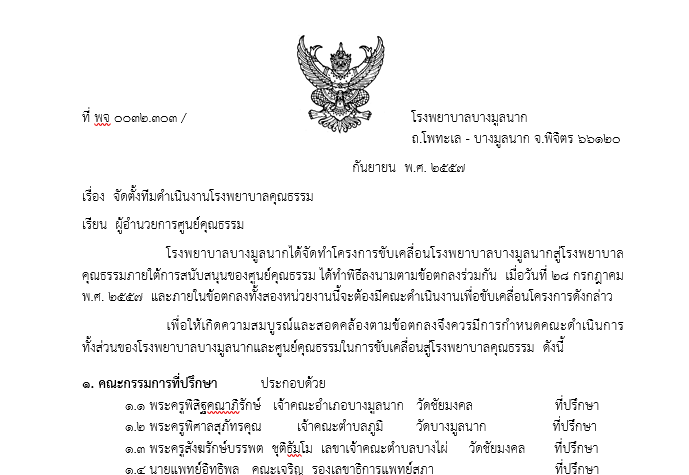 ที่ พจ ๐๐๓๒.๓๐๓ /
โรงพยาบาลบางมูลนาก
ถ.โพทะเล - บางมูลนาก จ.พิจิตร ๖๖๑๒๐
กันยายน พ.ศ. ๒๕๕๗
เรื่อง จัดตั้งทีมดำเนินงานโรงพยาบาลคุณธรรม
เรียน ผู้อำนวยการศูนย์คุณธรรม
โรงพยาบาลบางมูลนากได้จัดทำโครงการขับเคลื่อนโรงพยาบาลบางมูลนากสู่โรงพยาบาล
คุณธรรมภายใต้การสนับสนุนของศูนย์คุณธรรม ได้ทำพิธีลงนามตามข้อตกลงร่วมกัน เมื่อวันที่ ๒๘ กรกฎาคม
พ.ศ. ๒๕๕๗ และภายในข้อตกลงทั้งสองหน่วยงานนี้จะต้องมีคณะดำเนินงานเพื่อขับเคลื่อนโครงการดังกล่าว
เพื่อให้เกิดความสมบูรณ์และสอดคล้องตามข้อตกลงจึงควรมีการกำหนดคณะดำเนินการ
ทั้งส่วนของโรงพยาบาลบางมูลนากและศูนย์คุณธรรมในการขับเคลื่อนสู่โรงพยาบาลคุณธรรม ดังนี้
๑. คณะกรรมการที่ปรึกษา ประกอบด้วย
๑.๑ พระครูพิสิฐคณาภิรักษ์ เจ้าคณะอำเภอบางมูลนาก วัดชัยมงคล ที่ปรึกษา
๑.๒ พระครูพิศาลสุภัทรคุณ เจ้าคณะตำบลภูมิ วัดบางมูลนาก ที่ปรึกษา
๑.๓ พระครูสังฆรักษ์บรรพต ชุติธัมโม เลขาเจ้าคณะตำบลบางไผ่ วัดชัยมงคล ที่ปรึกษา
๑.๔ นายแพทย์อิทธิพล คณะเจริญ รองเลขาธิการแพทย์สภา ที่ปรึกษา